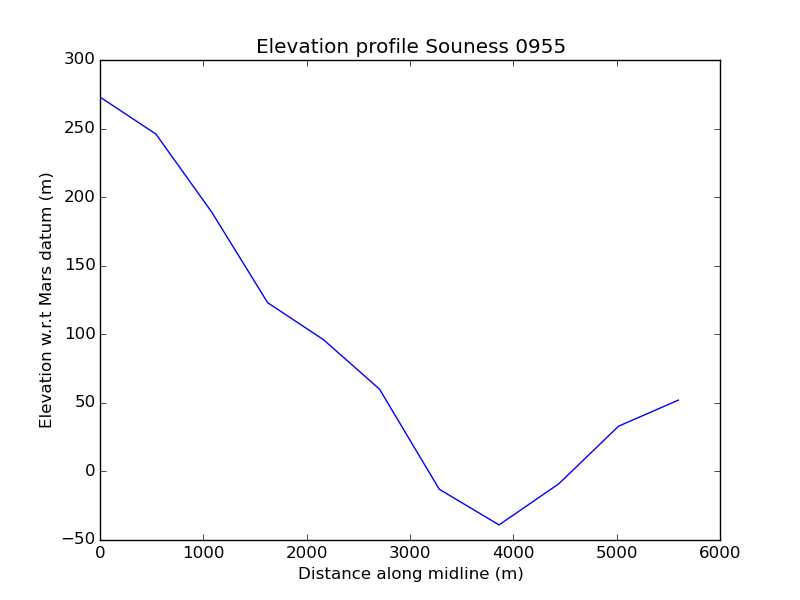 Elevation profile Souness 0955
300
250
200
150
100
50
0
−50
Elevation w.r.t Mars datum (m)
0 1000 2000 3000 4000 5000 6000
Distance along midline (m)